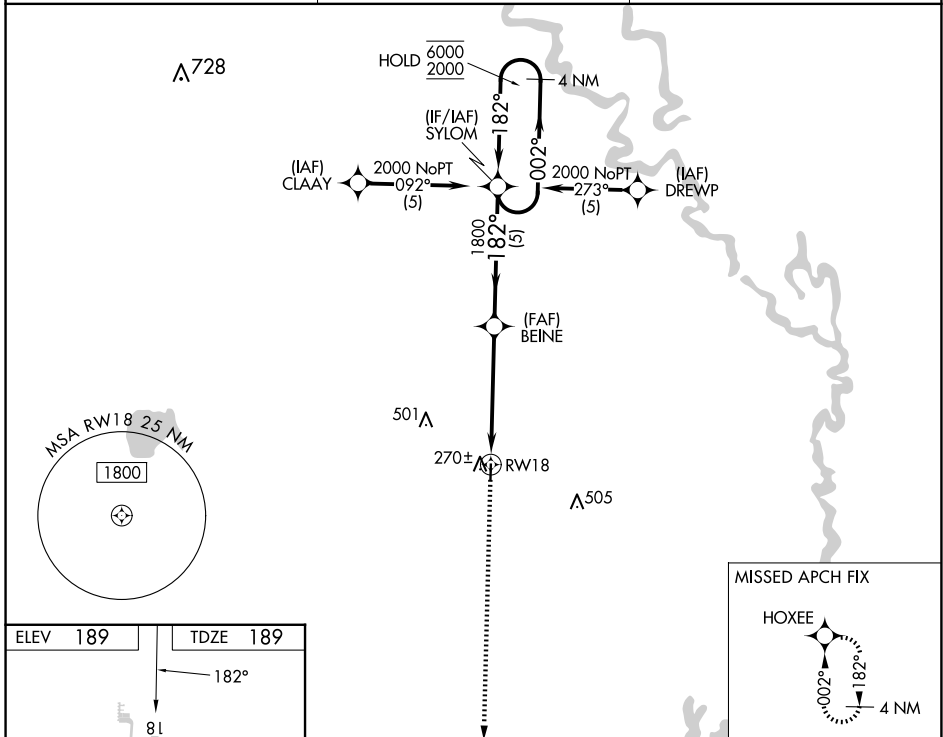 728
HOLD 6000 2000
4 NM
182°
002°
(IF/IAF)
SYLOM
(IAF)
CLAAY
2000 NoPT
092°
(5)
2000 NoPT
273°
(5)
(IAF)
DREWP
1800
182°
(5)
(FAF)
BEINE
501
270±
RW18
505
MSA RW18 25 NM
1800
MISSED APCH FIX
HOXEE
002°
182°
4 NM
ELEV 189
TDZE 189
182°
18